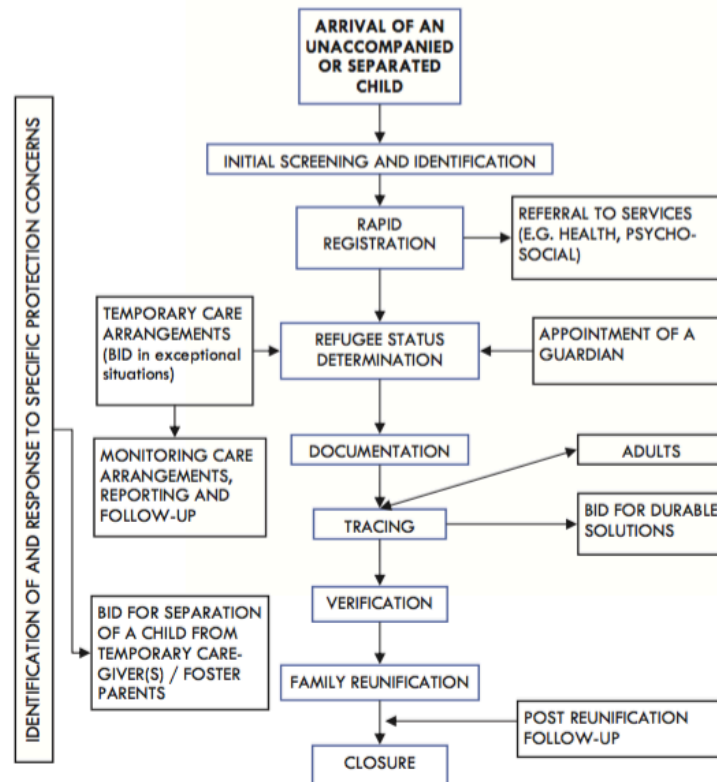 ARRIVAL OF AN
UNACCOMPANIED
OR SEPARATED
CHILD
INITIAL SCREENING AND IDENTIFICATION
RAPID
REGISTRATION
REFERRAL TO SERVICES
(E.G. HEALTH, PSYCHO-
SOCIAL)
TEMPORARY CARE
ARRANGEMENTS
(BID in exceptional
situations)
REFUGEE STATUS
DETERMINATION
APPOINTMENT OF A
GUARDIAN
MONITORING CARE
ARRANGEMENTS,
REPORTING AND
FOLLOW-UP
DOCUMENTATION
ADULTS
TRACING
BID FOR DURABLE
SOLUTIONS
VERIFICATION
BID FOR SEPARATION
OF A CHILD FROM
TEMPORARY CARE-
GIVER(S) / FOSTER
PARENTS
FAMILY REUNIFICATION
POST REUNIFICATION
FOLLOW-UP
CLOSURE
IDENTIFICATION OF AND RESPONSE TO SPECIFIC PROTECTION CONCERNS